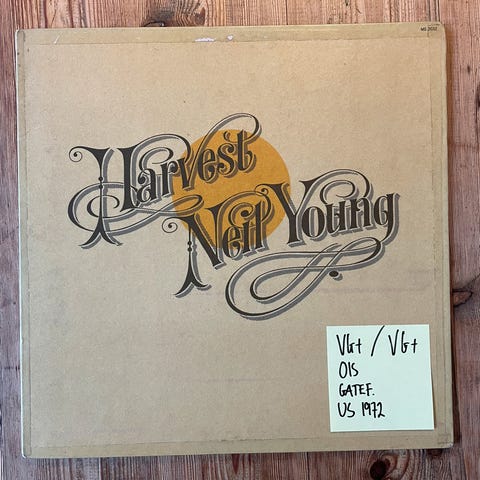 MS 2032
Harvest
Neil Young
VG+ / VG+
OIS
GATEF.
US 1972